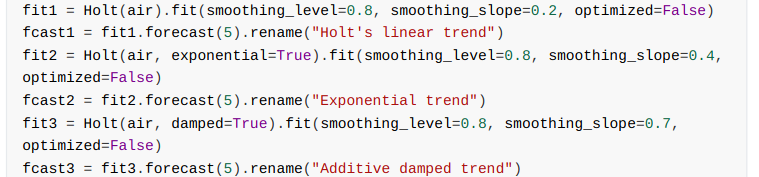 fit1 = Holt(air).fit(smoothing_level=0.8, smoothing_slope=0.2, optimized=False)
fcast1 = fit1.forecast(5).rename("Holt's linear trend")
fit2 = Holt(air, exponential=True).fit(smoothing_level=0.8, smoothing_slope=0.4,
optimized=False)
fcast2 = fit2.forecast(5).rename("Exponential trend")
fit3 = Holt(air, damped=True).fit(smoothing_level=0.8, smoothing_slope=0.7,
optimized=False)
fcast3 = fit3.forecast(5).rename("Additive damped trend")